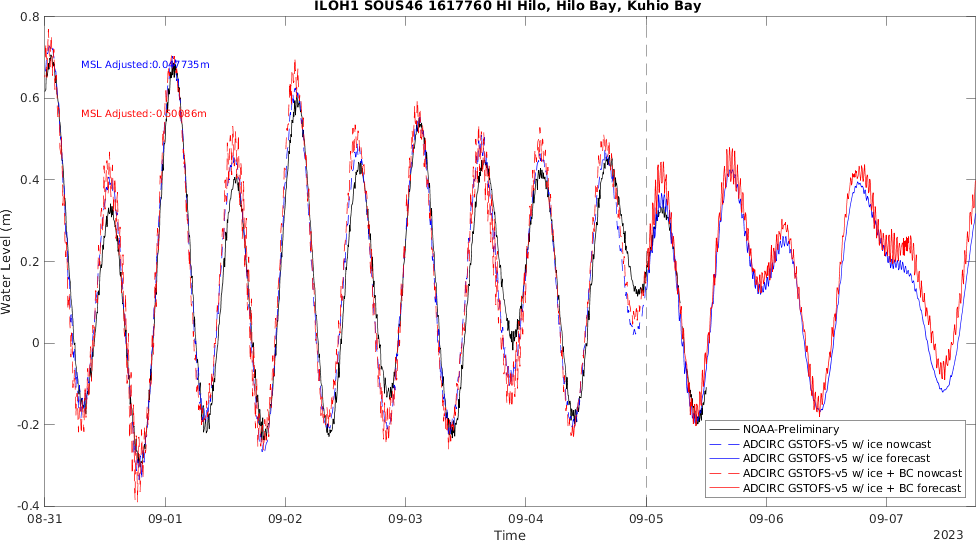 ILOH1 SOUS46 1617760 HI Hilo, Hilo Bay, Kuhio Bay
0.8
MSL Adjusted:0.047735m
0.6
MSL Adjusted:-0.60086m
0.4
0.2
0
-0.2
-0.4
Water Level (m)
NOAA-Preliminary
ADCIRC GSTOFS-v5 w/ ice nowcast
ADCIRC GSTOFS-v5 w/ ice forecast
ADCIRC GSTOFS-v5 w/ ice + BC nowcast
ADCIRC GSTOFS-v5 w/ ice + BC forecast
08-31 09-01 09-02 09-03 09-04 09-05 09-06 09-07
Time
2023